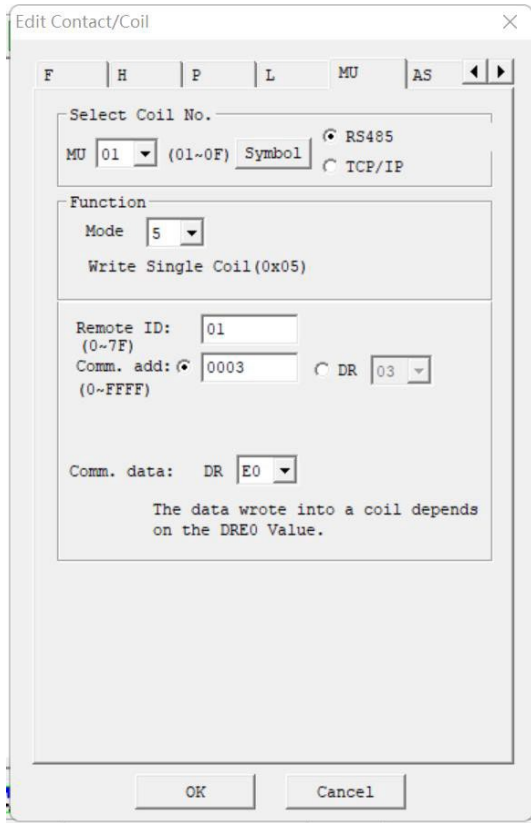 Edit Contact/Coil
F H P L MU AS
Select Coil No.
MU 01 (01~0F) Symbol RS485
TCP/IP
Function
Mode 5
Write Single Coil(0x05)
Remote ID: 01
(0~7F)
Comm. add: 0003 DR 03
(0~FFFF)
Comm. data: DR E0
The data wrote into a coil depends
on the DRE0 Value.
OK Cancel